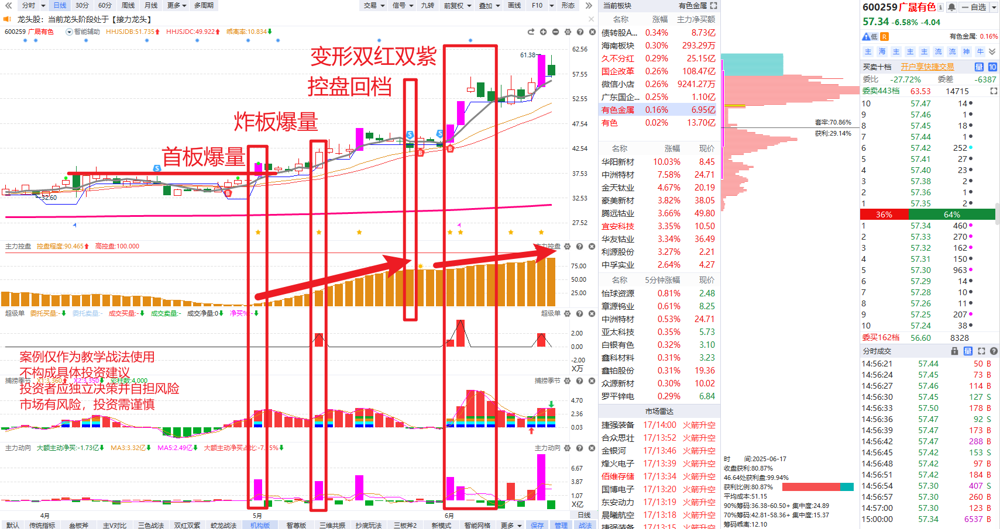 分时 日线 30分 60分 周线 月线 更多 多周期 交易 信号 九转 前复权 叠加 画线 F10 形态
龙头股：当前龙头阶段处于【接力龙头】
600259 广晟有色 智能辅助 HHJSJDB:51.735 HHJSJDC:49.922 乖离率:10.834
变形双红双紫
控盘回档
炸板爆量
首板爆量
61.38
32.60
62.56
57.55
52.55
47.54
42.54
37.53
32.53
27.52
主力控盘 控盘程度:90.465 高控盘:100.000 主力控盘
75.00
50.00
25.00
超级单 委托买量:- 委托卖量:- 成交买量:- 成交卖量:- 成交净量:0 净买%:- 超级单
2.00
0.00
-2.00
X万
案例仅作为教学战法使用
不构成具体投资建议
捕捞季节 X1:3.360 X2:3.350 彩柱数:4.000 捕捞季节
投资者应独立决策并自担风险
市场有风险，投资需谨慎
4.70
2.36
0.03
主力动向 大额主动净买:-1.73亿 MA3:3.32亿 MA5:2.49亿 大额主动净买占比:-7.15% 主力动向
6.67
3.87
1.07
X亿
4月 5月 6月 日线
默认 传统指标 叁板斧 主V对比 三色战法 双红双紫 蛟龙战法 机构版 智尊版 三维共振 抄底玩法 三板斧2 新模式 智能网格 更多 保存 管理 战法
当前板块 有色金属
名称 涨幅 主力净买额
债转股A... 0.34% 8.73亿
海南板块 0.30% 293.29万
久不分红 0.29% 25.15亿
国企改革 0.26% 108.47亿
微信小店 0.26% 9241.27万
广东国企... 0.25% 1.10亿
有色金属 0.16% 6.95亿
有色 0.02% 13.70亿
名称 涨幅 现价
华阳新材 10.03% 8.45
中洲特材 7.58% 24.71
金天钛业 4.67% 20.19
豪美新材 3.82% 38.05
腾远钴业 3.66% 49.80
宜安科技 3.35% 10.50
华友钴业 3.34% 36.49
利源股份 3.27% 2.21
中孚实业 2.64% 4.27
名称 5分钟涨幅 现价
怡球资源 0.81% 2.48
章源钨业 0.61% 8.25
中洲特材 0.53% 24.71
亚太科技 0.35% 5.73
白银有色 0.32% 3.10
鑫科材料 0.31% 3.23
鑫铂股份 0.31% 19.36
众源新材 0.30% 10.02
罗平锌电 0.29% 6.84
市场雷达
捷强装备 17/14:00 火箭升空
合众思壮 17/13:52 火箭升空
金银河 17/13:46 火箭升空
烽火电子 17/13:39 火箭升空
佰维存储 17/13:34 火箭升空
国博电子 17/13:20 火箭升空
东安动力 17/13:19 火箭升空
晨曦航空 17/13:18 火箭升空
捷强装备 17/13:15 火箭升空
套牢:70.86%
获利:29.14%
时 间:2025-06-17
收盘获利:80.87%
46.64处获利盘:99.94%
获利比例:80.87%
平均成本:51.15
90%筹码:36.38-60.50+ 集中度:24.89
70%筹码:42.81-58.36+ 集中度:15.37
筹码乖离:12.10
600259 广晟有色 自选
57.34 -6.58% -4.04
低 R 有色金属: 0.16%
主 海 主 主 主 流 流 神 牛
买卖十档 开户享快捷交易 量 10
委比 -27.72% 委差 -6387
委卖443档 63.53 14715
10 57.47 14
9 57.46 1
8 57.45 18
7 57.44 1
6 57.42 252
5 57.41 27
4 57.40 23
3 57.38 2
2 57.36 1
1 57.35 2
36% 64%
1 57.34 460
2 57.33 270
3 57.32 162
4 57.31 150
5 57.30 963
6 57.29 14
7 57.28 10
8 57.26 11
9 57.25 207
10 57.24 38
委买162档 56.60 8328
分时成交 量
14:56:21 57.44 50 B
14:56:24 57.45 73 B
14:56:27 57.46 114 B
14:56:30 57.45 127 S
14:56:33 57.50 178 B
14:56:36 57.47 92 S
14:56:39 57.47 173 B
14:56:42 57.47 288 B
14:56:45 57.42 153 S
14:56:48 57.42 97 B
14:56:51 57.42 184 B
14:56:54 57.30 407 S
14:56:57 57.30 260 B
14:57:00 57.30 123 B
15:00:00 57.34 6537 B